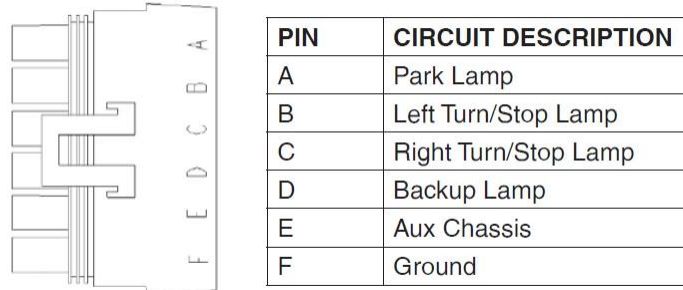 A
B
C
D
E
F
PIN CIRCUIT DESCRIPTION
A Park Lamp
B Left Turn/Stop Lamp
C Right Turn/Stop Lamp
D Backup Lamp
E Aux Chassis
F Ground